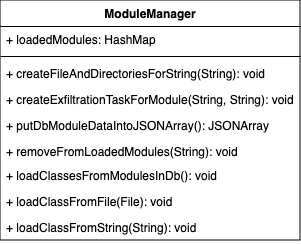 ModuleManager
+ loadedModules: HashMap
+ createFileAndDirectoriesForString(String): void
+ createExfiltrationTaskForModule(String, String): void
+ putDbModuleDataIntoJSONArray(): JSONArray
+ removeFromLoadedModules(String): void
+ loadClassesFromModulesInDb(): void
+ loadClassFromFile(File): void
+ loadClassFromString(String): void